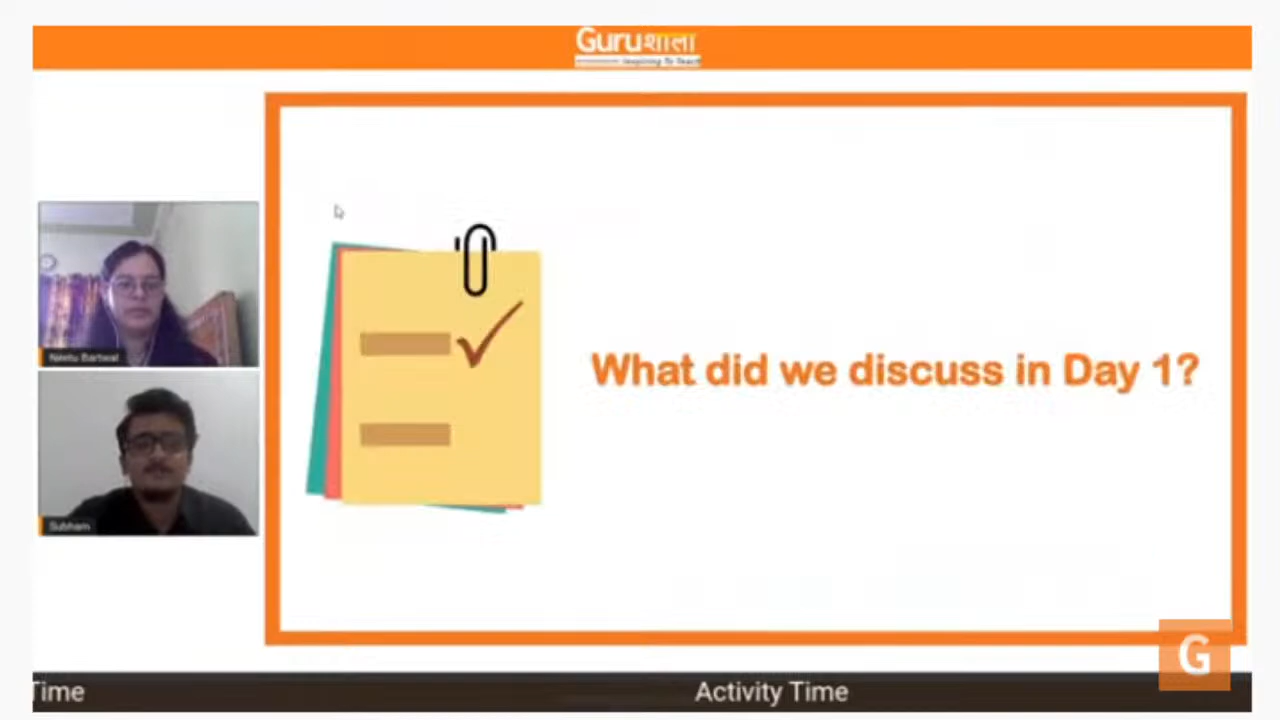 Guruशाला
Inspiring To Teach
Neetu Bartwal
Subham
What did we discuss in Day 1?
G
Time
Activity Time